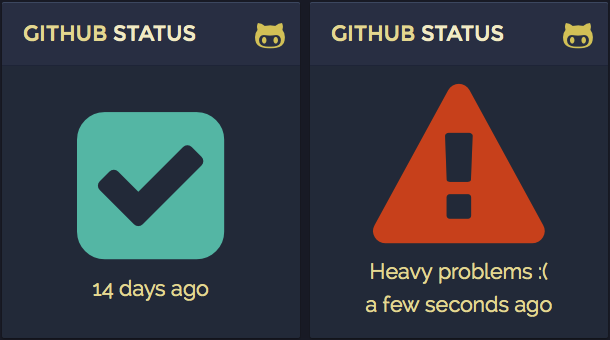 GITHUB STATUS
14 days ago
GITHUB STATUS
Heavy problems :(
a few seconds ago